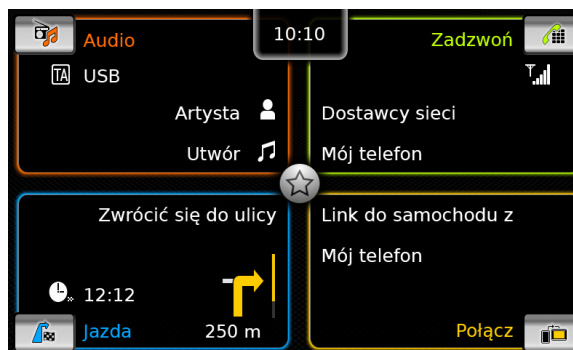 10:10
Audio
TA
USB
Artysta
Utwór
Zadzwoń
Dostawcy sieci
Mój telefon
Zwrócić się do ulicy
12:12
Jazda
250 m
Link do samochodu z
Mój telefon
Połącz